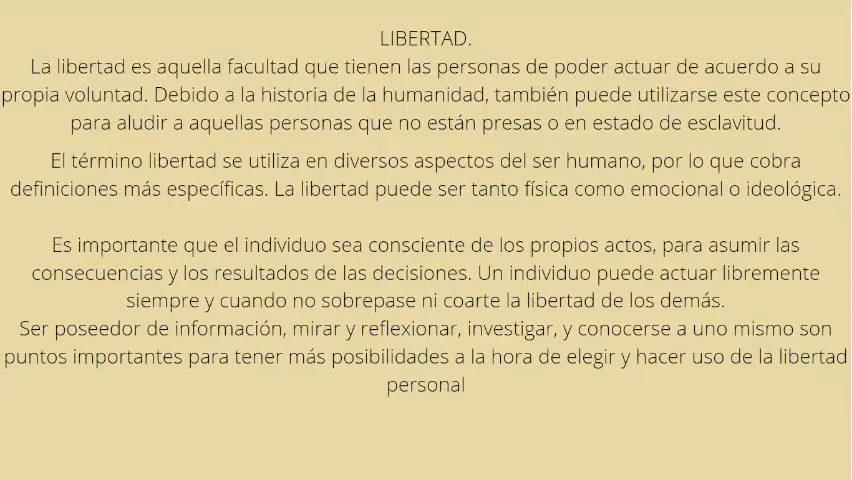 LIBERTAD.
La libertad es aquella facultad que tienen las personas de poder actuar de acuerdo a su
propia voluntad. Debido a la historia de la humanidad, también puede utilizarse este concepto
para aludir a aquellas personas que no están presas o en estado de esclavitud.
El término libertad se utiliza en diversos aspectos del ser humano, por lo que cobra
definiciones más específicas. La libertad puede ser tanto física como emocional o ideológica.
Es importante que el individuo sea consciente de los propios actos, para asumir las
consecuencias y los resultados de las decisiones. Un individuo puede actuar libremente
siempre y cuando no sobrepase ni coarte la libertad de los demás.
Ser poseedor de información, mirar y reflexionar, investigar, y conocerse a uno mismo son
puntos importantes para tener más posibilidades a la hora de elegir y hacer uso de la libertad
personal